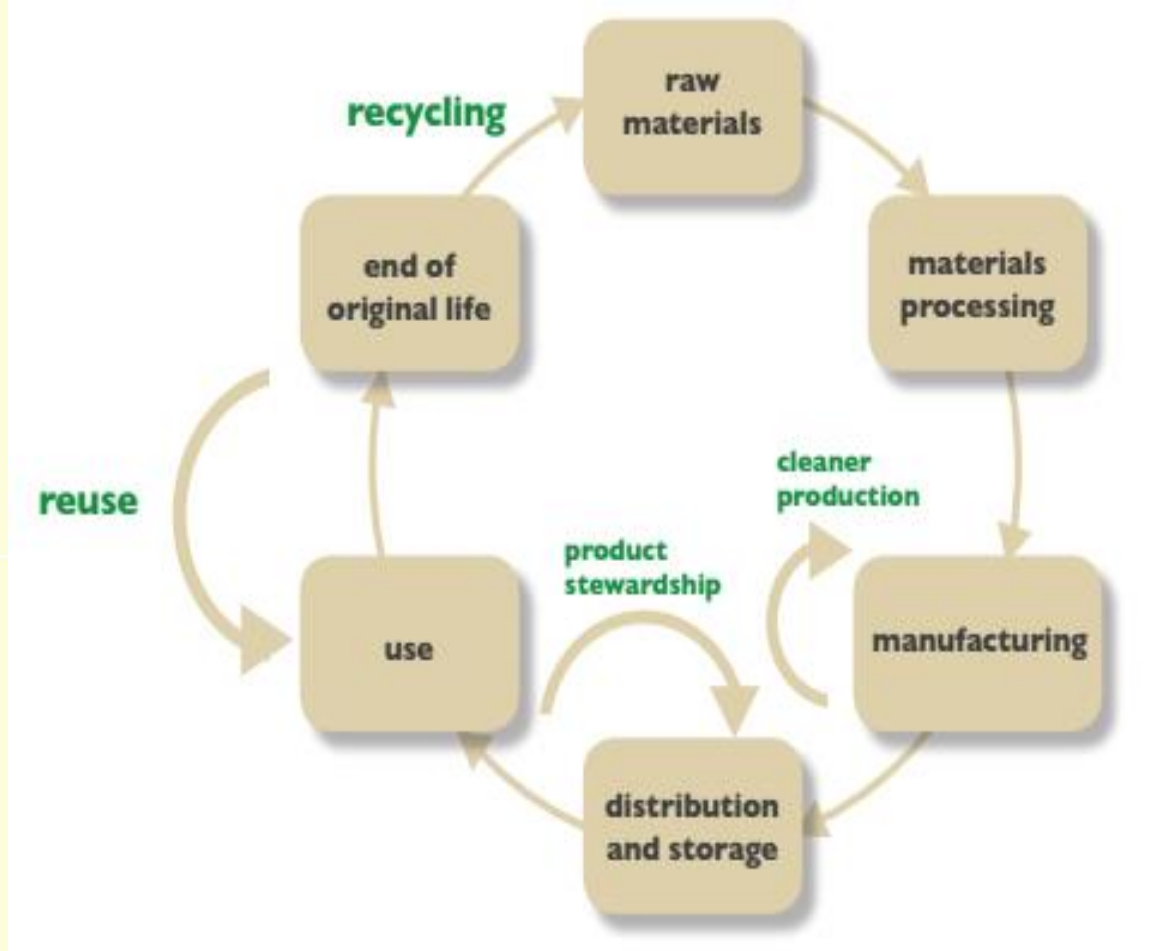 raw
materials
recycling
materials
processing
end of
original life
cleaner
production
reuse
product
stewardship
manufacturing
use
distribution
and storage